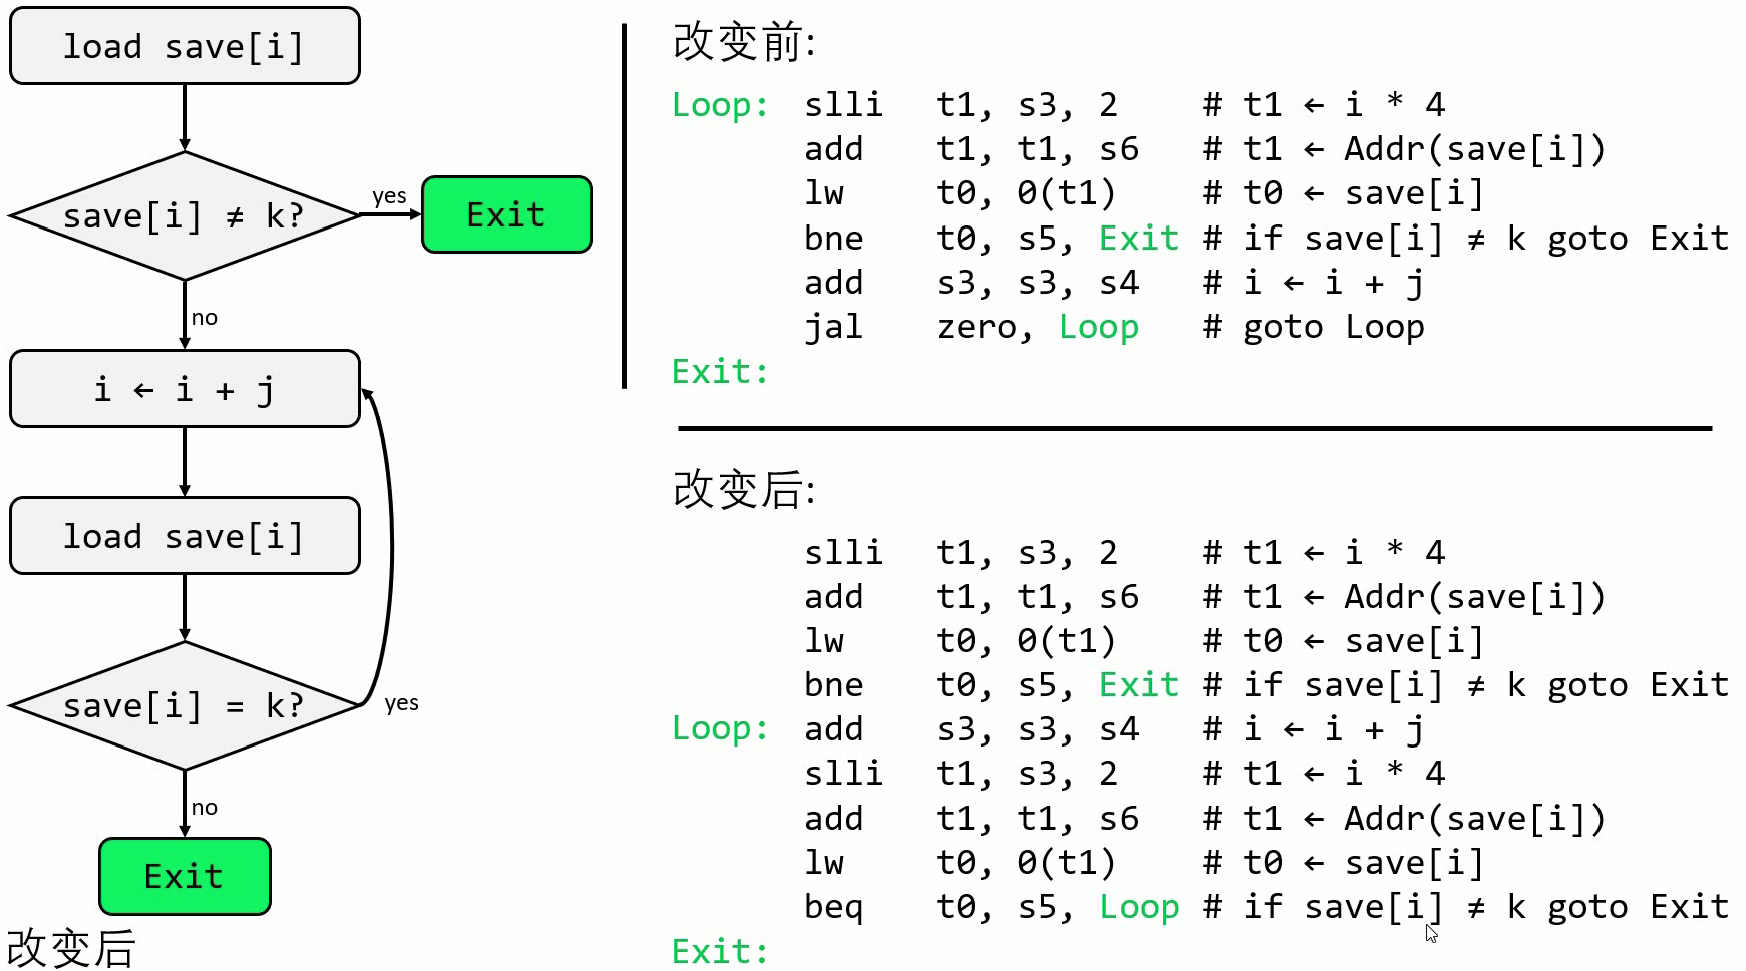 load save[i]
save[i] ≠ k?
yes
Exit
no
i ← i + j
load save[i]
save[i] = k?
yes
no
Exit
改变后
改变前:
Loop: slli t1, s3, 2 # t1 ← i * 4
add t1, t1, s6 # t1 ← Addr(save[i])
lw t0, 0(t1) # t0 ← save[i]
bne t0, s5, Exit # if save[i] ≠ k goto Exit
add s3, s3, s4 # i ← i + j
jal zero, Loop # goto Loop
Exit:
改变后:
slli t1, s3, 2 # t1 ← i * 4
add t1, t1, s6 # t1 ← Addr(save[i])
lw t0, 0(t1) # t0 ← save[i]
bne t0, s5, Exit # if save[i] ≠ k goto Exit
Loop: add s3, s3, s4 # i ← i + j
slli t1, s3, 2 # t1 ← i * 4
add t1, t1, s6 # t1 ← Addr(save[i])
lw t0, 0(t1) # t0 ← save[i]
beq t0, s5, Loop # if save[i] ≠ k goto Exit
Exit: